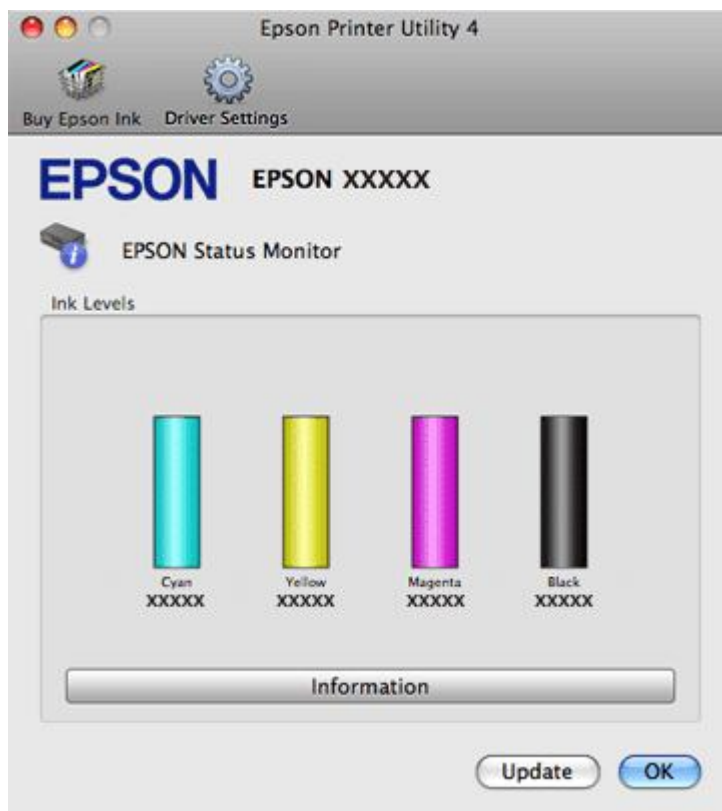 Epson Printer Utility 4
Buy Epson Ink Driver Settings
EPSON EPSON XXXXX
EPSON Status Monitor
Ink Levels
Cyan Yellow Magenta Black
XXXXX XXXXX XXXXX XXXXX
Information
Update OK